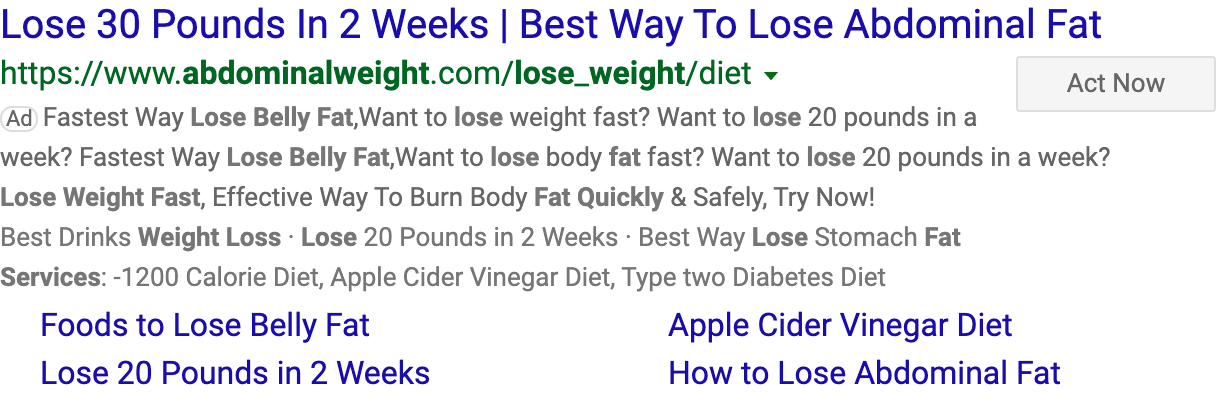 Lose 30 Pounds In 2 Weeks | Best Way To Lose Abdominal Fat
https://www.abdominalweight.com/lose_weight/diet
Act Now
Ad Fastest Way Lose Belly Fat,Want to lose weight fast? Want to lose 20 pounds in a
week? Fastest Way Lose Belly Fat,Want to lose body fat fast? Want to lose 20 pounds in a week?
Lose Weight Fast, Effective Way To Burn Body Fat Quickly & Safely, Try Now!
Best Drinks Weight Loss · Lose 20 Pounds in 2 Weeks · Best Way Lose Stomach Fat
Services: -1200 Calorie Diet, Apple Cider Vinegar Diet, Type two Diabetes Diet
Foods to Lose Belly Fat
Apple Cider Vinegar Diet
Lose 20 Pounds in 2 Weeks
How to Lose Abdominal Fat